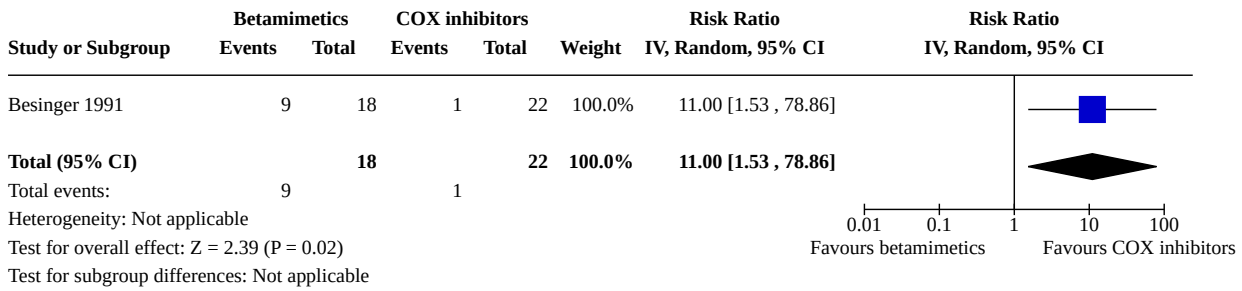 Betamimetics COX inhibitors Risk Ratio Risk Ratio
Study or Subgroup Events Total Events Total Weight IV, Random, 95% CI IV, Random, 95% CI
Besinger 1991 9 18 1 22 100.0% 11.00 [1.53 , 78.86]
Total (95% CI) 18 22 100.0% 11.00 [1.53 , 78.86]
Total events: 9 1
Heterogeneity: Not applicable
0.01 0.1 1 10 100
Test for overall effect: Z = 2.39 (P = 0.02)
Favours betamimetics Favours COX inhibitors
Test for subgroup differences: Not applicable